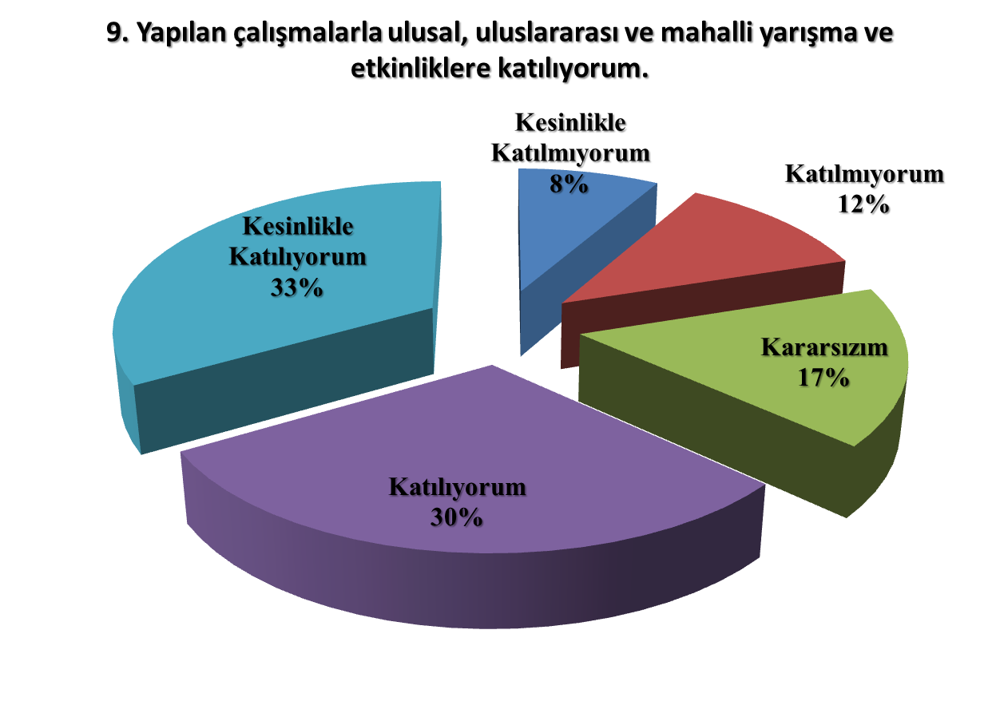 9. Yapılan çalışmalarla ulusal, uluslararası ve mahalli yarışma ve
etkinliklere katılıyorum.
Kesinlikle
Katılmıyorum
8%
Katılmıyorum
12%
Kararsızım
17%
Katılıyorum
30%
Kesinlikle
Katılıyorum
33%